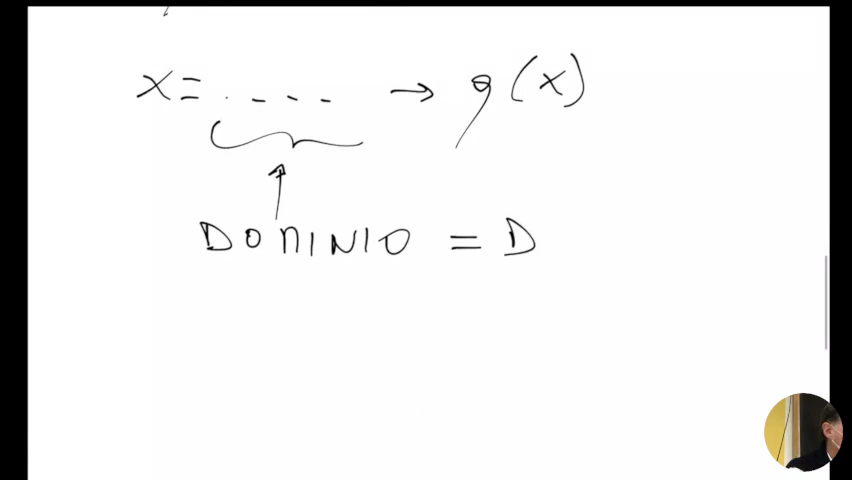 x = . _ _ _ → g(x)
DOMINIO = D